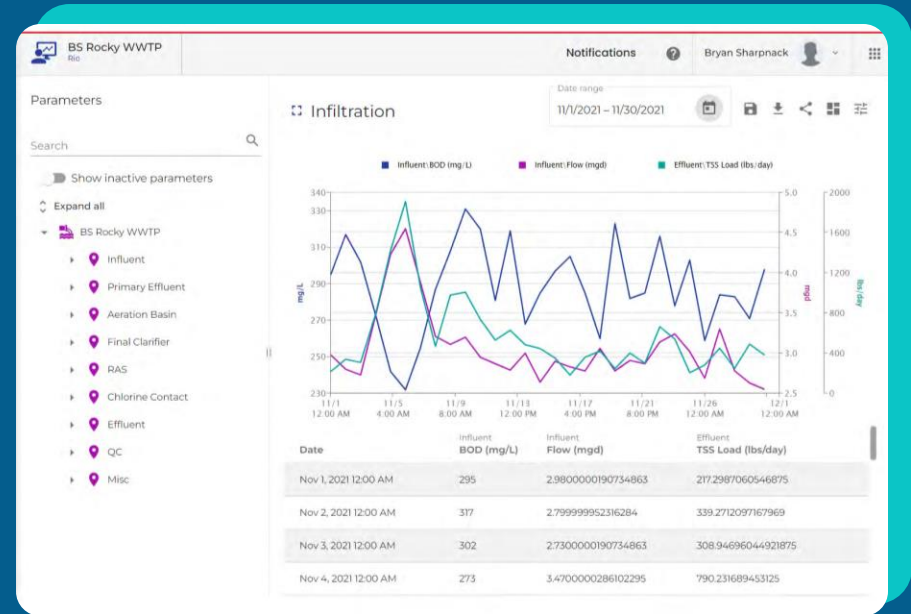 BS Rocky WWTP
Rio
Notifications
Bryan Sharpnack
Parameters
Search
Show inactive parameters
Expand all
BS Rocky WWTP
Influent
Primary Effluent
Aeration Basin
Final Clarifier
RAS
Chlorine Contact
Effluent
QC
Misc
Infiltration
Date range
11/1/2021 – 11/30/2021
Influent\BOD (mg/L) Influent\Flow (mgd) Effluent\TSS Load (lbs/day)
340 5.0 2000
330
4.5 1600
310
290 4.0 1200
mg/L mgd lbs/day
270 3.5 800
250 3.0 400
230 2.5 0
11/1 11/5 11/9 11/13 11/17 11/21 11/26 12/1
12:00 AM 4:00 AM 8:00 AM 12:00 PM 4:00 PM 8:00 PM 12:00 AM 12:00 AM
Influent Influent Effluent
Date BOD (mg/L) Flow (mgd) TSS Load (lbs/day)
Nov 1, 2021 12:00 AM 295 2.9800000190734863 217.2987060546875
Nov 2, 2021 12:00 AM 317 2.799999952316284 339.2712097167969
Nov 3, 2021 12:00 AM 302 2.7300000190734863 308.94696044921875
Nov 4, 2021 12:00 AM 273 3.4700000286102295 790.231689453125